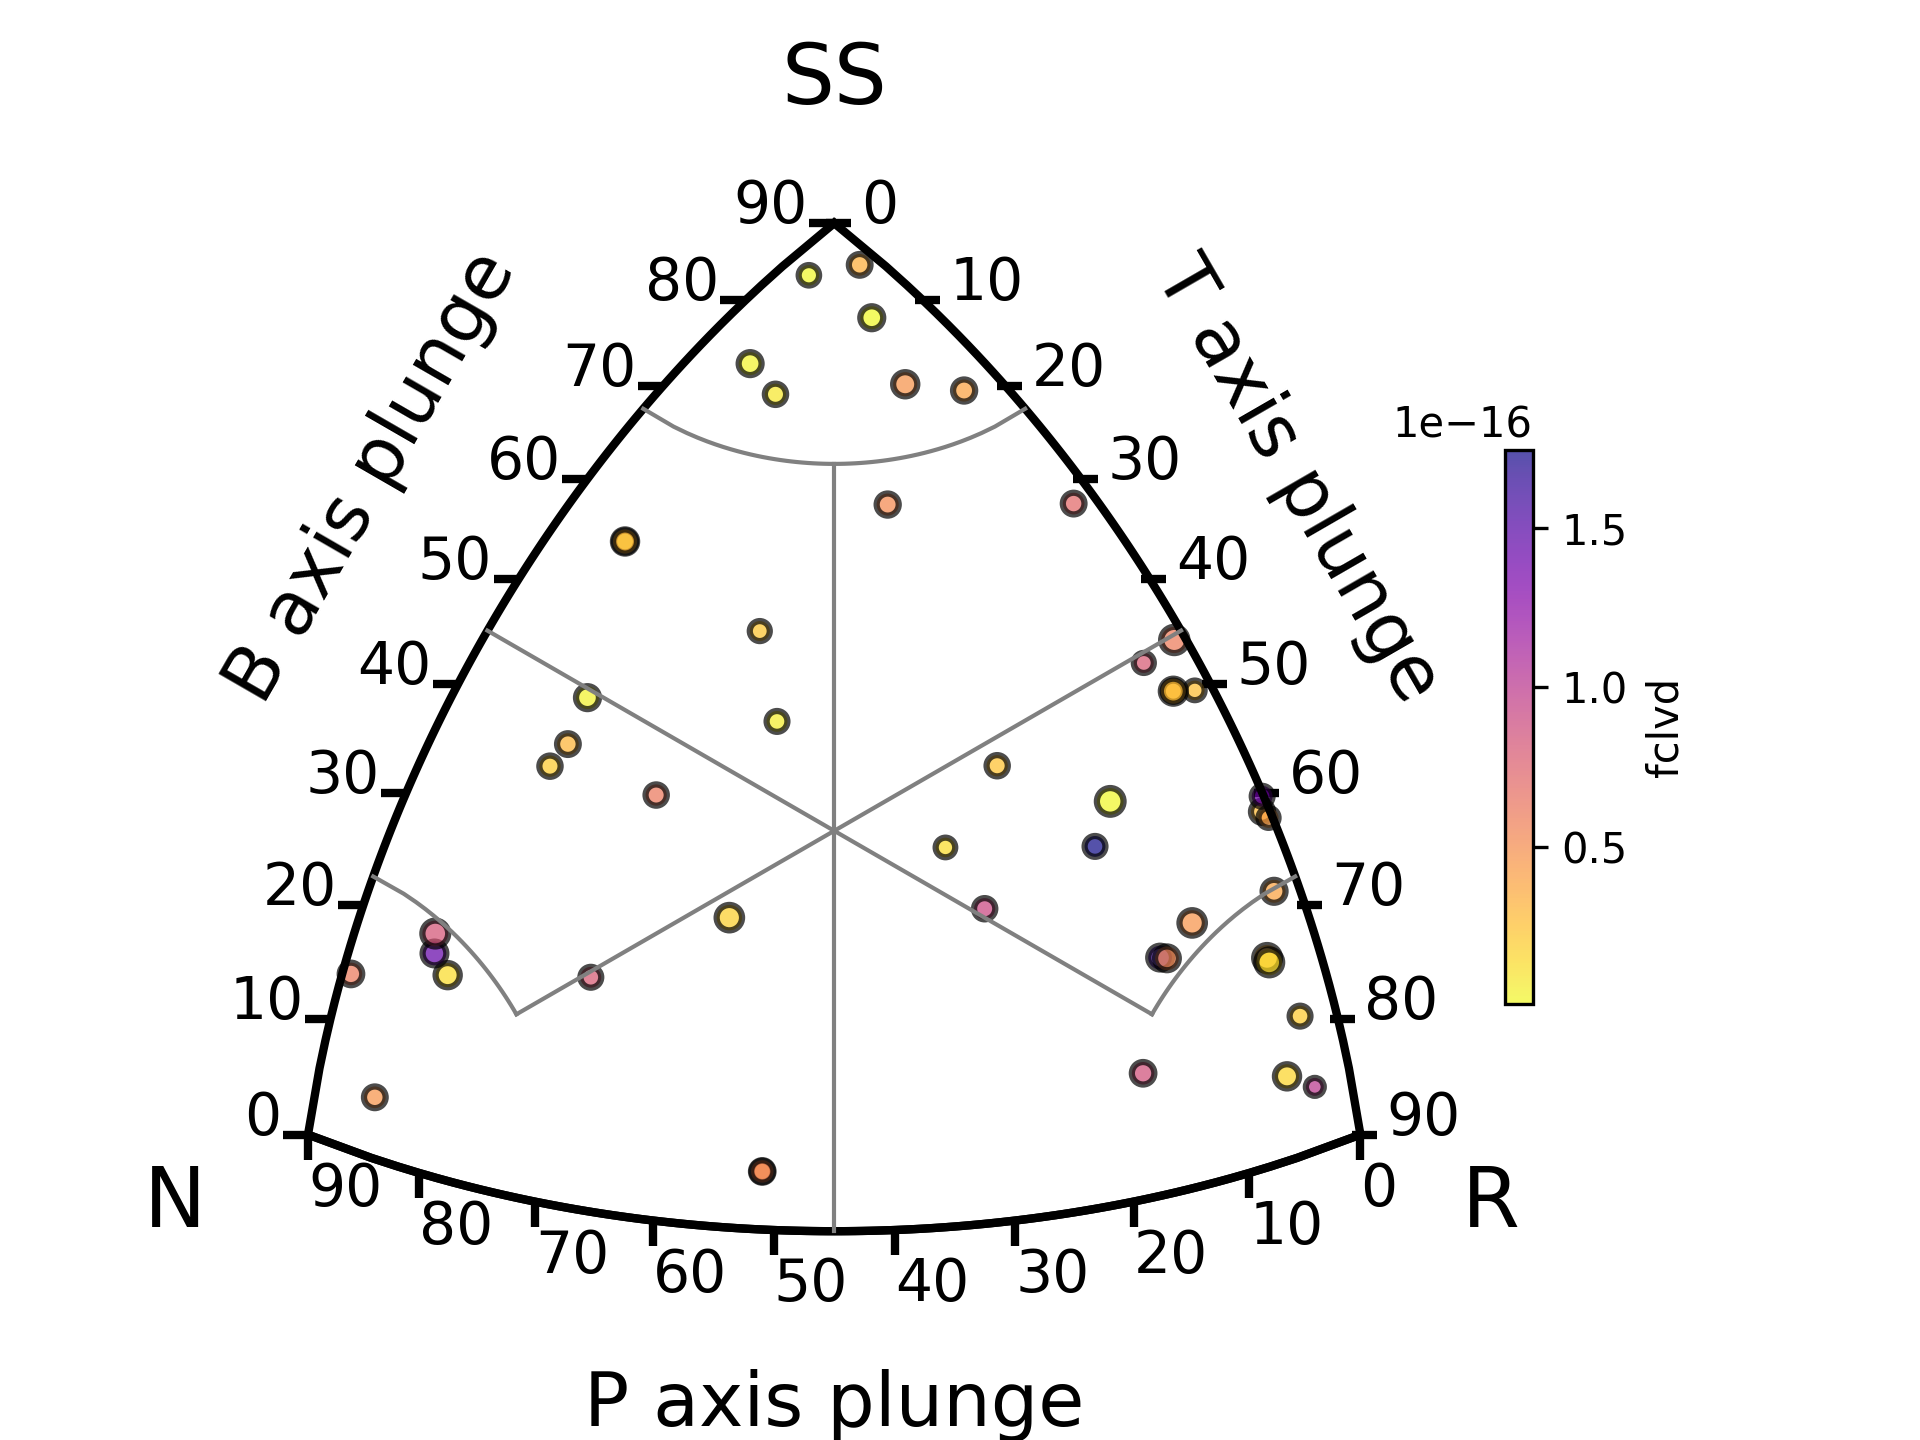 SS
90 0
80 10
70 20
60 30
50 40
40 50
30 60
20 70
10 80
0 90
B axis plunge
T axis plunge
N
R
90 80 70 60 50 40 30 20 10 0
P axis plunge
1e−16
1.5
1.0
0.5
fclvd